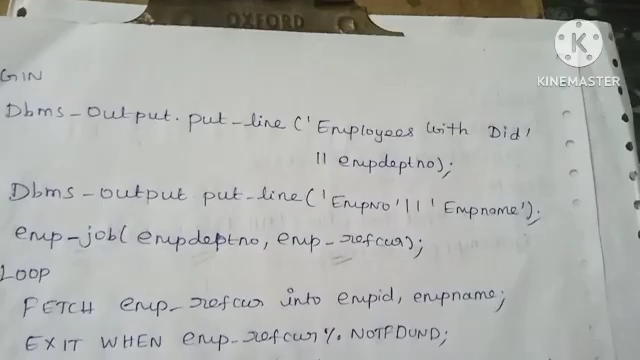 OXFORD
KINEMASTER
GIN
Dbms-output.put-line('Employees with Did'
|| empdeptno);
Dbms-output put-line('EmpNo'||'Empname');
emp-job(empdeptno, emp-refcur);
LOOP
FETCH emp-refcur into empid, empname;
EXIT WHEN emp-refcur%.NOTFOUND;